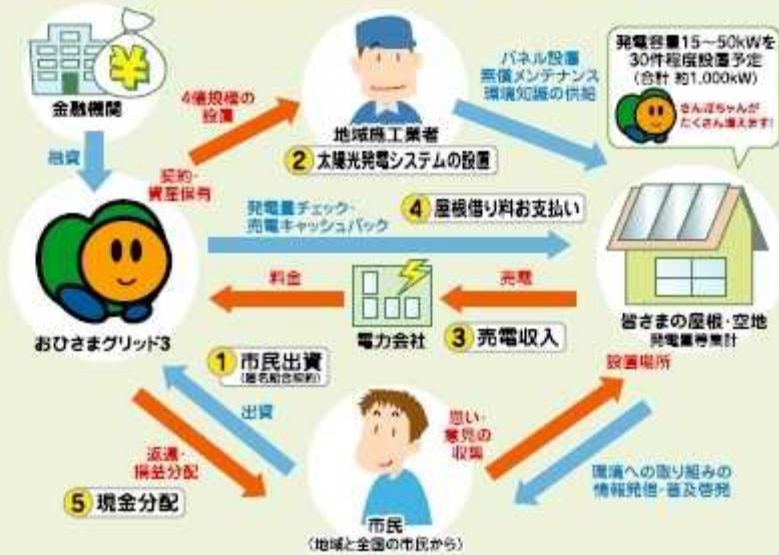 金融機関
融資
4億規模の
設置
契約・
資産保有
地域施工業者
2 太陽光発電システムの設置
パネル設置
無償メンテナンス
環境知識の供給
発電容量15〜50kWを
30件程度設置予定
(合計 約1,000kW)
さんぽちゃんが
たくさん増えます!
発電量チェック・
売電キャッシュバック
4 屋根借り料お支払い
おひさまグリッド3
料金
電力会社
売電
3 売電収入
皆さまの屋根・空地
発電量等集計
1 市民出資
(匿名組合契約)
出資
返還・
損益分配
5 現金分配
思い・
意見の
収集
設置場所
環境への取り組みの
情報発信・普及啓発
市民
(地域と全国の市民から)